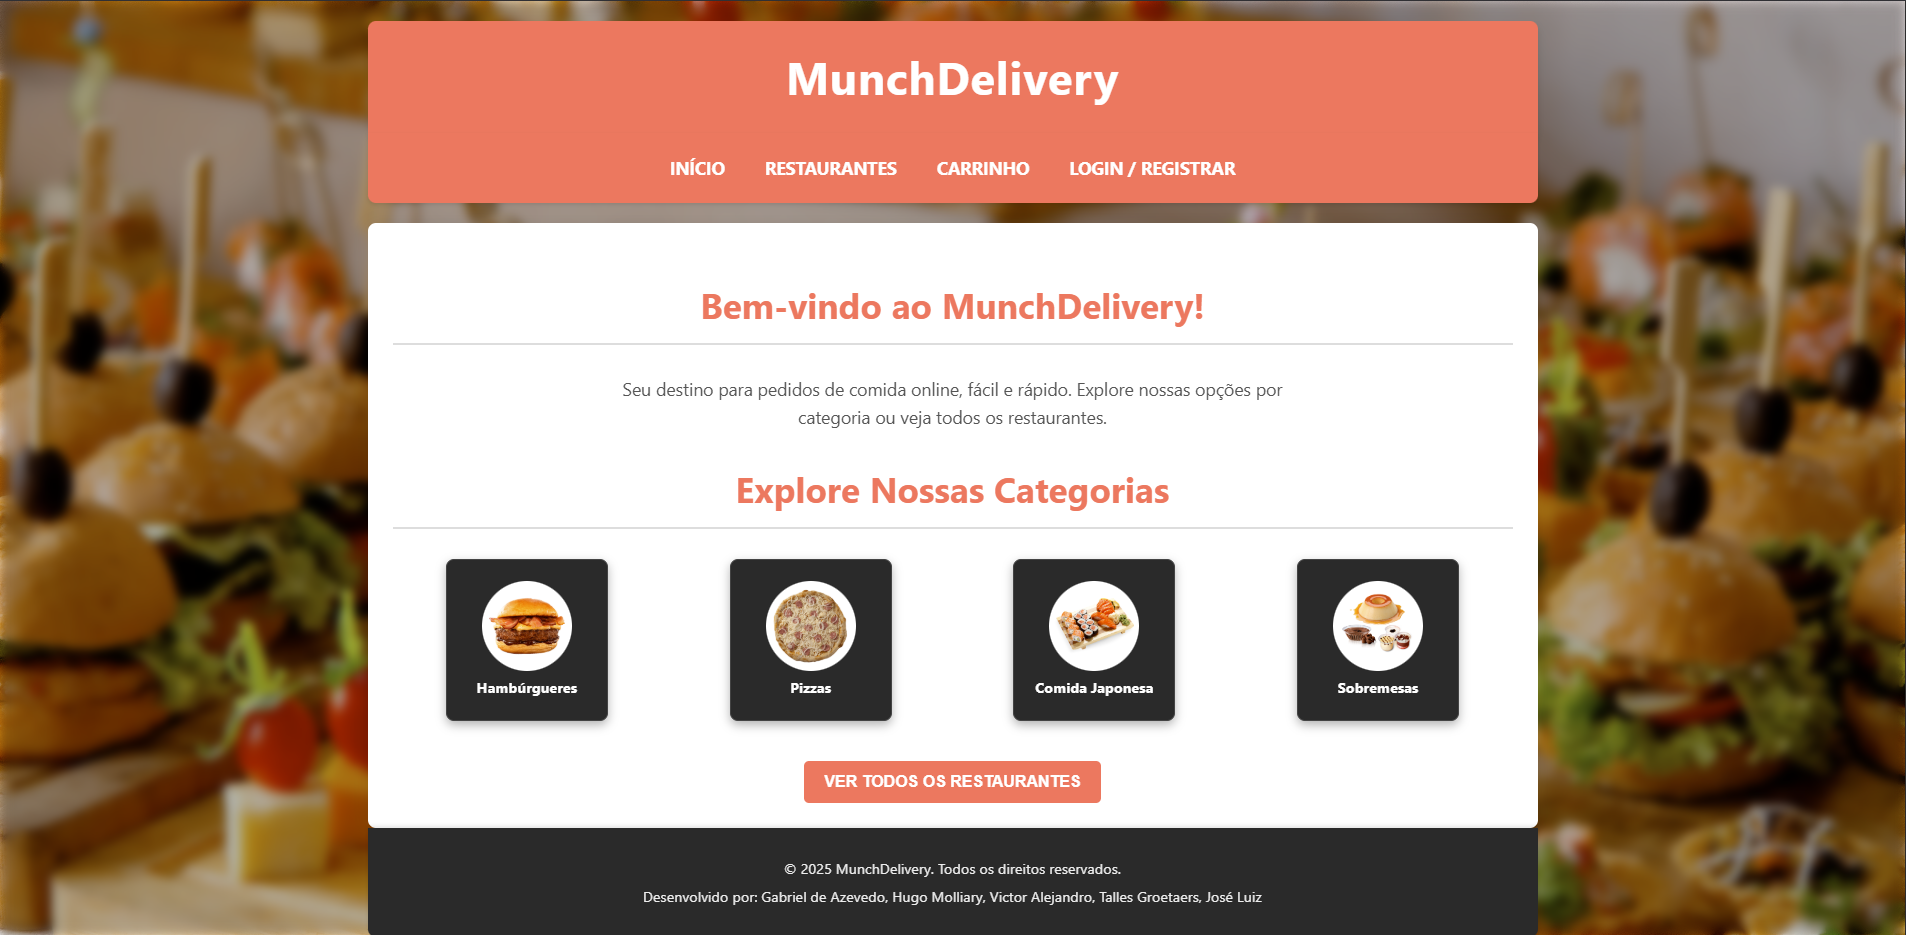 MunchDelivery
INÍCIO RESTAURANTES CARRINHO LOGIN / REGISTRAR
Bem-vindo ao MunchDelivery!
Seu destino para pedidos de comida online, fácil e rápido. Explore nossas opções por
categoria ou veja todos os restaurantes.
Explore Nossas Categorias
Hambúrgueres Pizzas Comida Japonesa Sobremesas
VER TODOS OS RESTAURANTES
© 2025 MunchDelivery. Todos os direitos reservados.
Desenvolvido por: Gabriel de Azevedo, Hugo Molliary, Victor Alejandro, Talles Groetaers, José Luiz